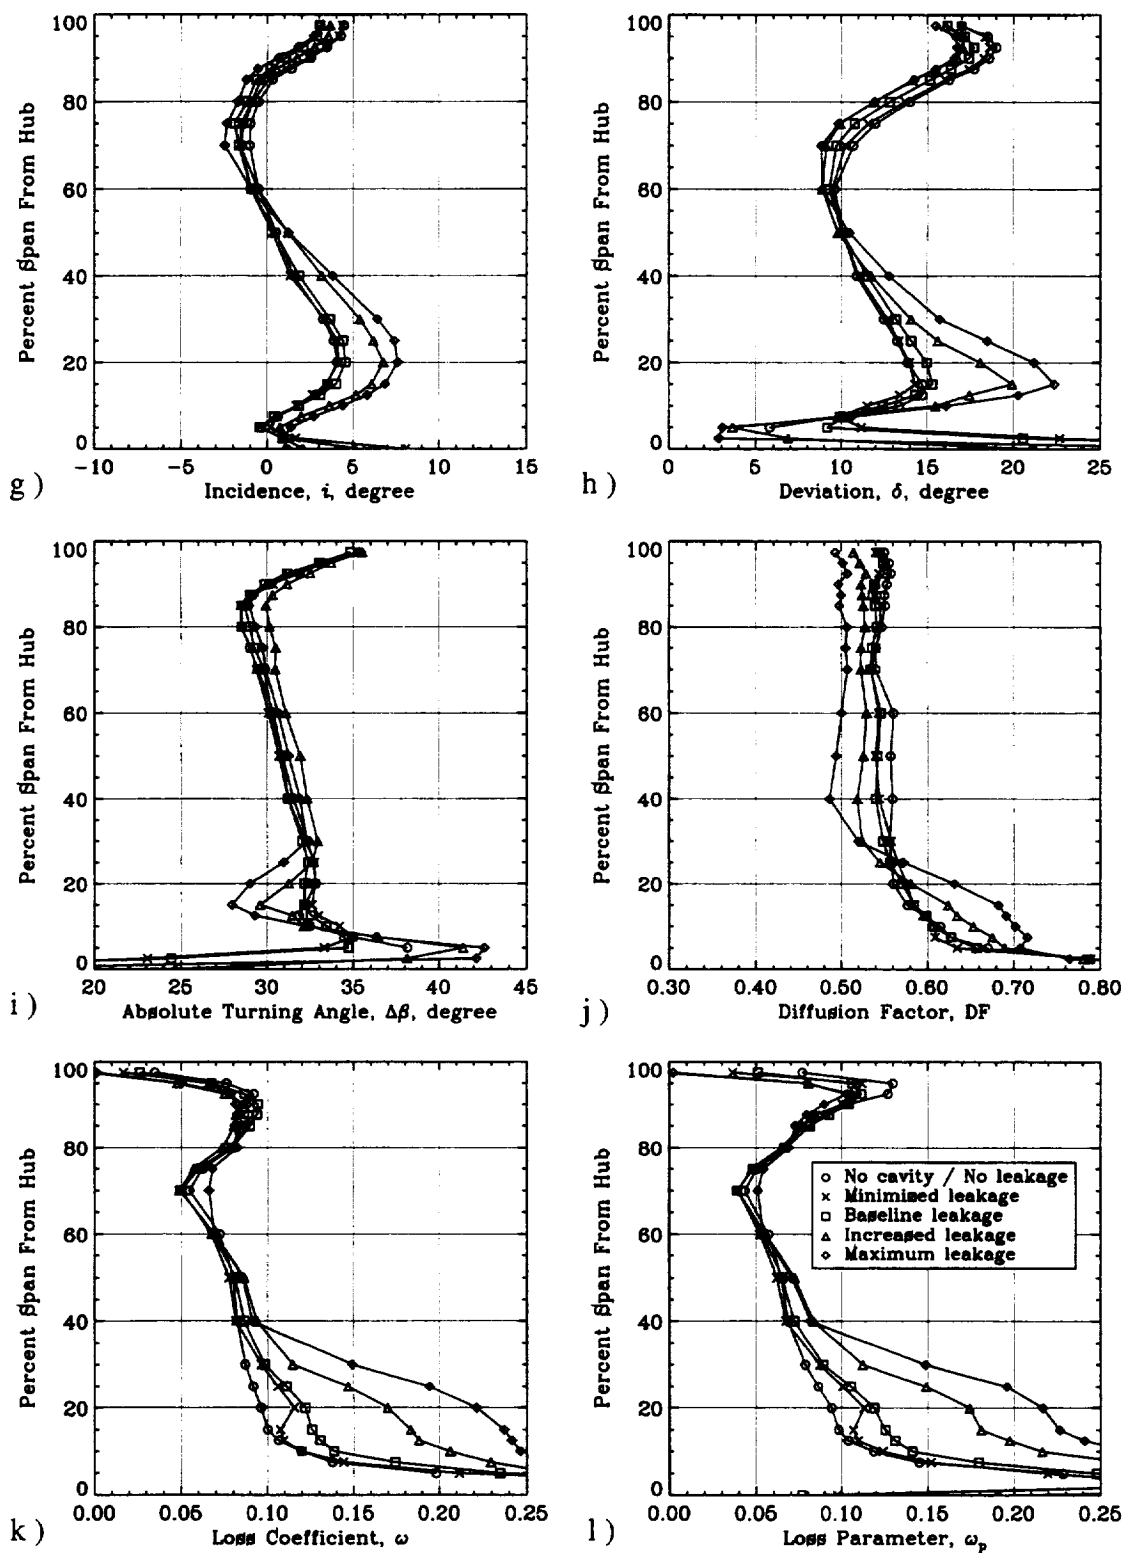 100
80
60
40
20
0
Percent Span From Hub
-10 -5 0 5 10 15
g) Incidence, i, degree
100
80
60
40
20
0
Percent Span From Hub
0 5 10 15 20 25
h) Deviation, δ, degree
100
80
60
40
20
0
Percent Span From Hub
20 25 30 35 40 45
i) Absolute Turning Angle, Δβ, degree
100
80
60
40
20
0
Percent Span From Hub
0.30 0.40 0.50 0.60 0.70 0.80
j) Diffusion Factor, DF
100
80
60
40
20
0
Percent Span From Hub
0.00 0.05 0.10 0.15 0.20 0.25
k) Loss Coefficient, ω
100
80
60
40
20
0
Percent Span From Hub
No cavity / No leakage
Minimised leakage
Baseline leakage
Increased leakage
Maximum leakage
0.00 0.05 0.10 0.15 0.20 0.25
l) Loss Parameter, ωp